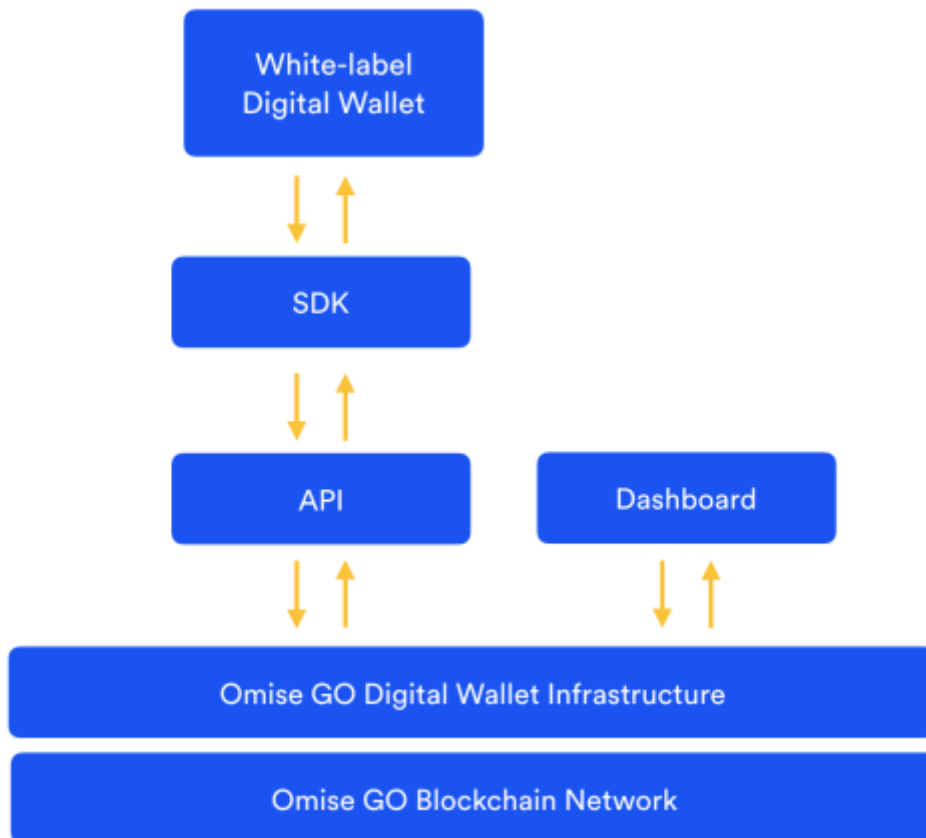 White-label
Digital Wallet
SDK
API
Dashboard
Omise GO Digital Wallet Infrastructure
Omise GO Blockchain Network